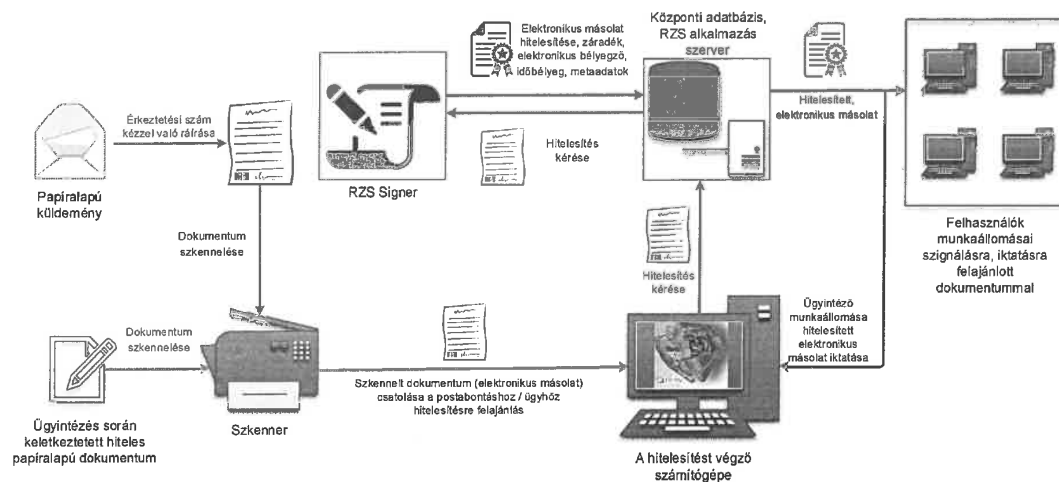 Elektronikus másolat
hitelesítése, záradék,
elektronikus bélyegző,
időbélyeg, metaadatok
Központi adatbázis,
RZS alkalmazás
szerver
Érkeztetési szám
kézzel való ráírása
Hitelesítés
kérése
Hitelesített,
elektronikus másolat
Papíralapú
küldemény
RZS Signer
Felhasználók
munkaállomásai
szignálásra, iktatásra
felajánlott
dokumentummal
Dokumentum
szkennelése
Hitelesítés
kérése
Ügyintéző
munkaállomása
hitelesített
elektronikus
másolat iktatása
Dokumentum
szkennelése
Szkennelt dokumentum (elektronikus másolat)
csatolása a postabontáshoz / ügyhöz
hitelesítésre felajánlás
Szkenner
Ügyintézés során
keletkeztetett hiteles
papíralapú dokumentum
A hitelesítést végző
számítógépe